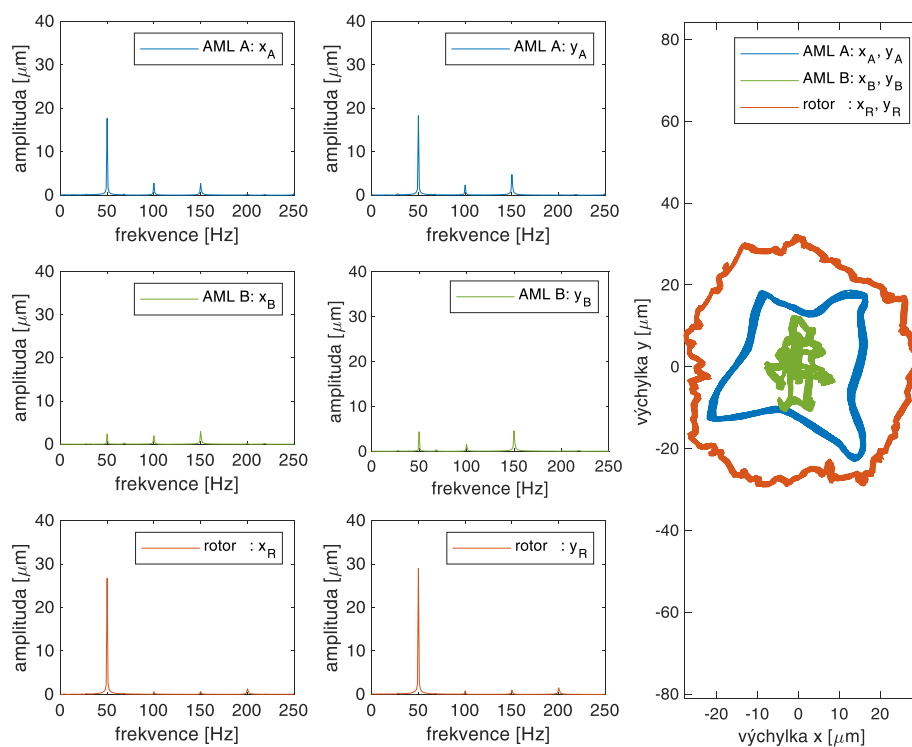 40
30
20
10
0
0 50 100 150 200 250
amplituda [μm]
frekvence [Hz]
AML A: x_A
40
30
20
10
0
0 50 100 150 200 250
amplituda [μm]
frekvence [Hz]
AML A: y_A
40
30
20
10
0
0 50 100 150 200 250
amplituda [μm]
frekvence [Hz]
AML B: x_B
40
30
20
10
0
0 50 100 150 200 250
amplituda [μm]
frekvence [Hz]
AML B: y_B
40
30
20
10
0
0 50 100 150 200 250
amplituda [μm]
frekvence [Hz]
rotor : x_R
40
30
20
10
0
0 50 100 150 200 250
amplituda [μm]
frekvence [Hz]
rotor : y_R
80
60
40
20
0
-20
-40
-60
-80
-20 -10 0 10 20
výchylka y [μm]
výchylka x [μm]
AML A: x_A, y_A
AML B: x_B, y_B
rotor : x_R, y_R